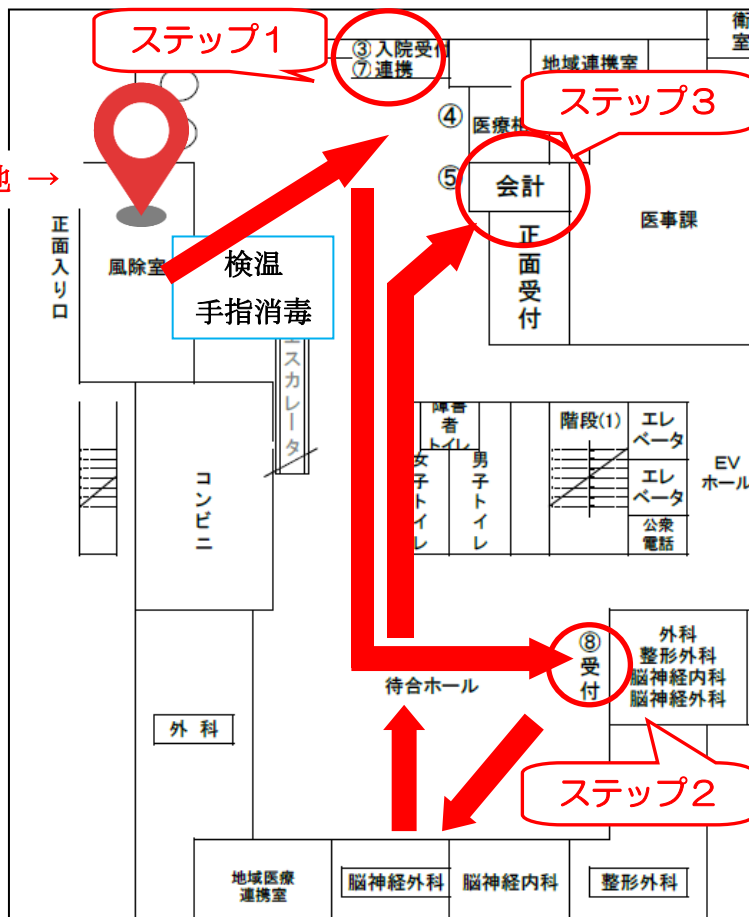 ステップ1
③入院受付
⑦連携
地域連携室
衛
室
ステップ3
④
医療相
地 →
⑤
会計
医事課
正面入り口
風除室
検温
手指消毒
正面受付
エスカレータ
障害
者
トイレ
階段(1)
エレ
ベータ
女子トイレ
男子トイレ
エレ
ベータ
EV
ホール
公衆
電話
コンビニ
⑧
受付
外科
整形外科
脳神経内科
脳神経外科
待合ホール
外 科
ステップ2
地域医療
連携室
脳神経外科
脳神経内科
整形外科